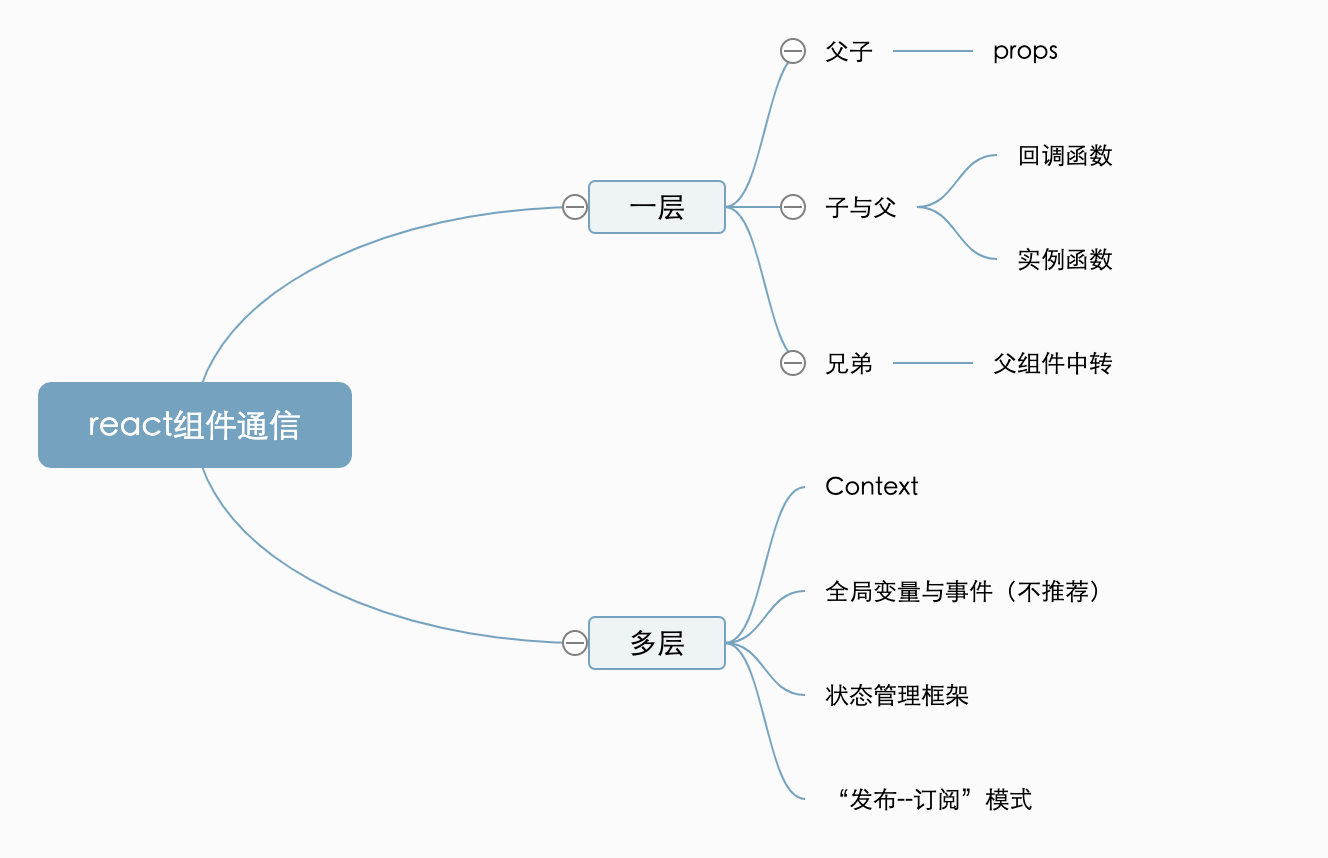 react组件通信
一层
父子
props
子与父
回调函数
实例函数
兄弟
父组件中转
多层
Context
全局变量与事件（不推荐）
状态管理框架
“发布--订阅”模式